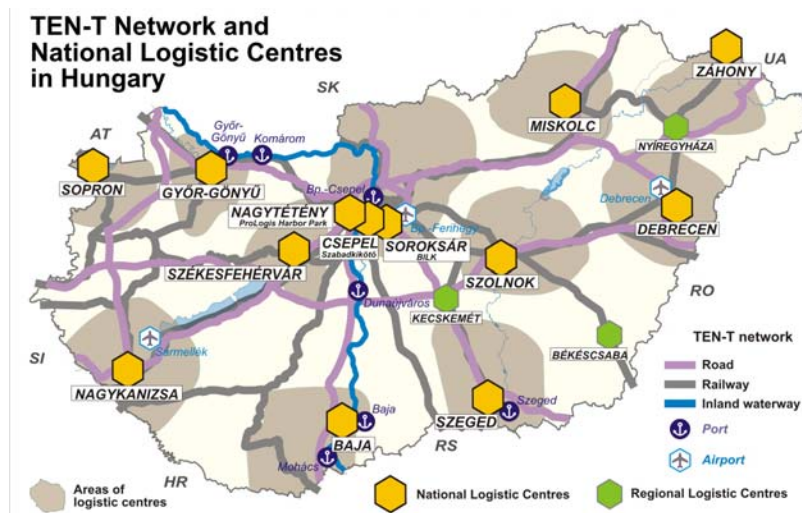 TEN-T Network and
National Logistic Centres
in Hungary
SK
UA
ZÁHONY
MISKOLC
NYÍREGYHÁZA
AT
Győr-
Gönyű
Komárom
SOPRON
GYŐR-GÖNYŰ
Bp.-Csepel
Debrecen
DEBRECEN
NAGYTÉTÉNY
ProLogis Harbor Park
Bp.-Ferihegy
CSEPEL
Szabadkikötő
SOROKSÁR
BILK
SZÉKESFEHÉRVÁR
SZOLNOK
RO
Dunaújváros
KECSKEMÉT
BÉKÉSCSABA
SI
Sármellék
NAGYKANIZSA
Baja
BAJA
SZEGED
Szeged
RS
Mohács
HR
TEN-T network
Road
Railway
Inland waterway
Port
Airport
Areas of
logistic centres
National Logistic Centres
Regional Logistic Centres